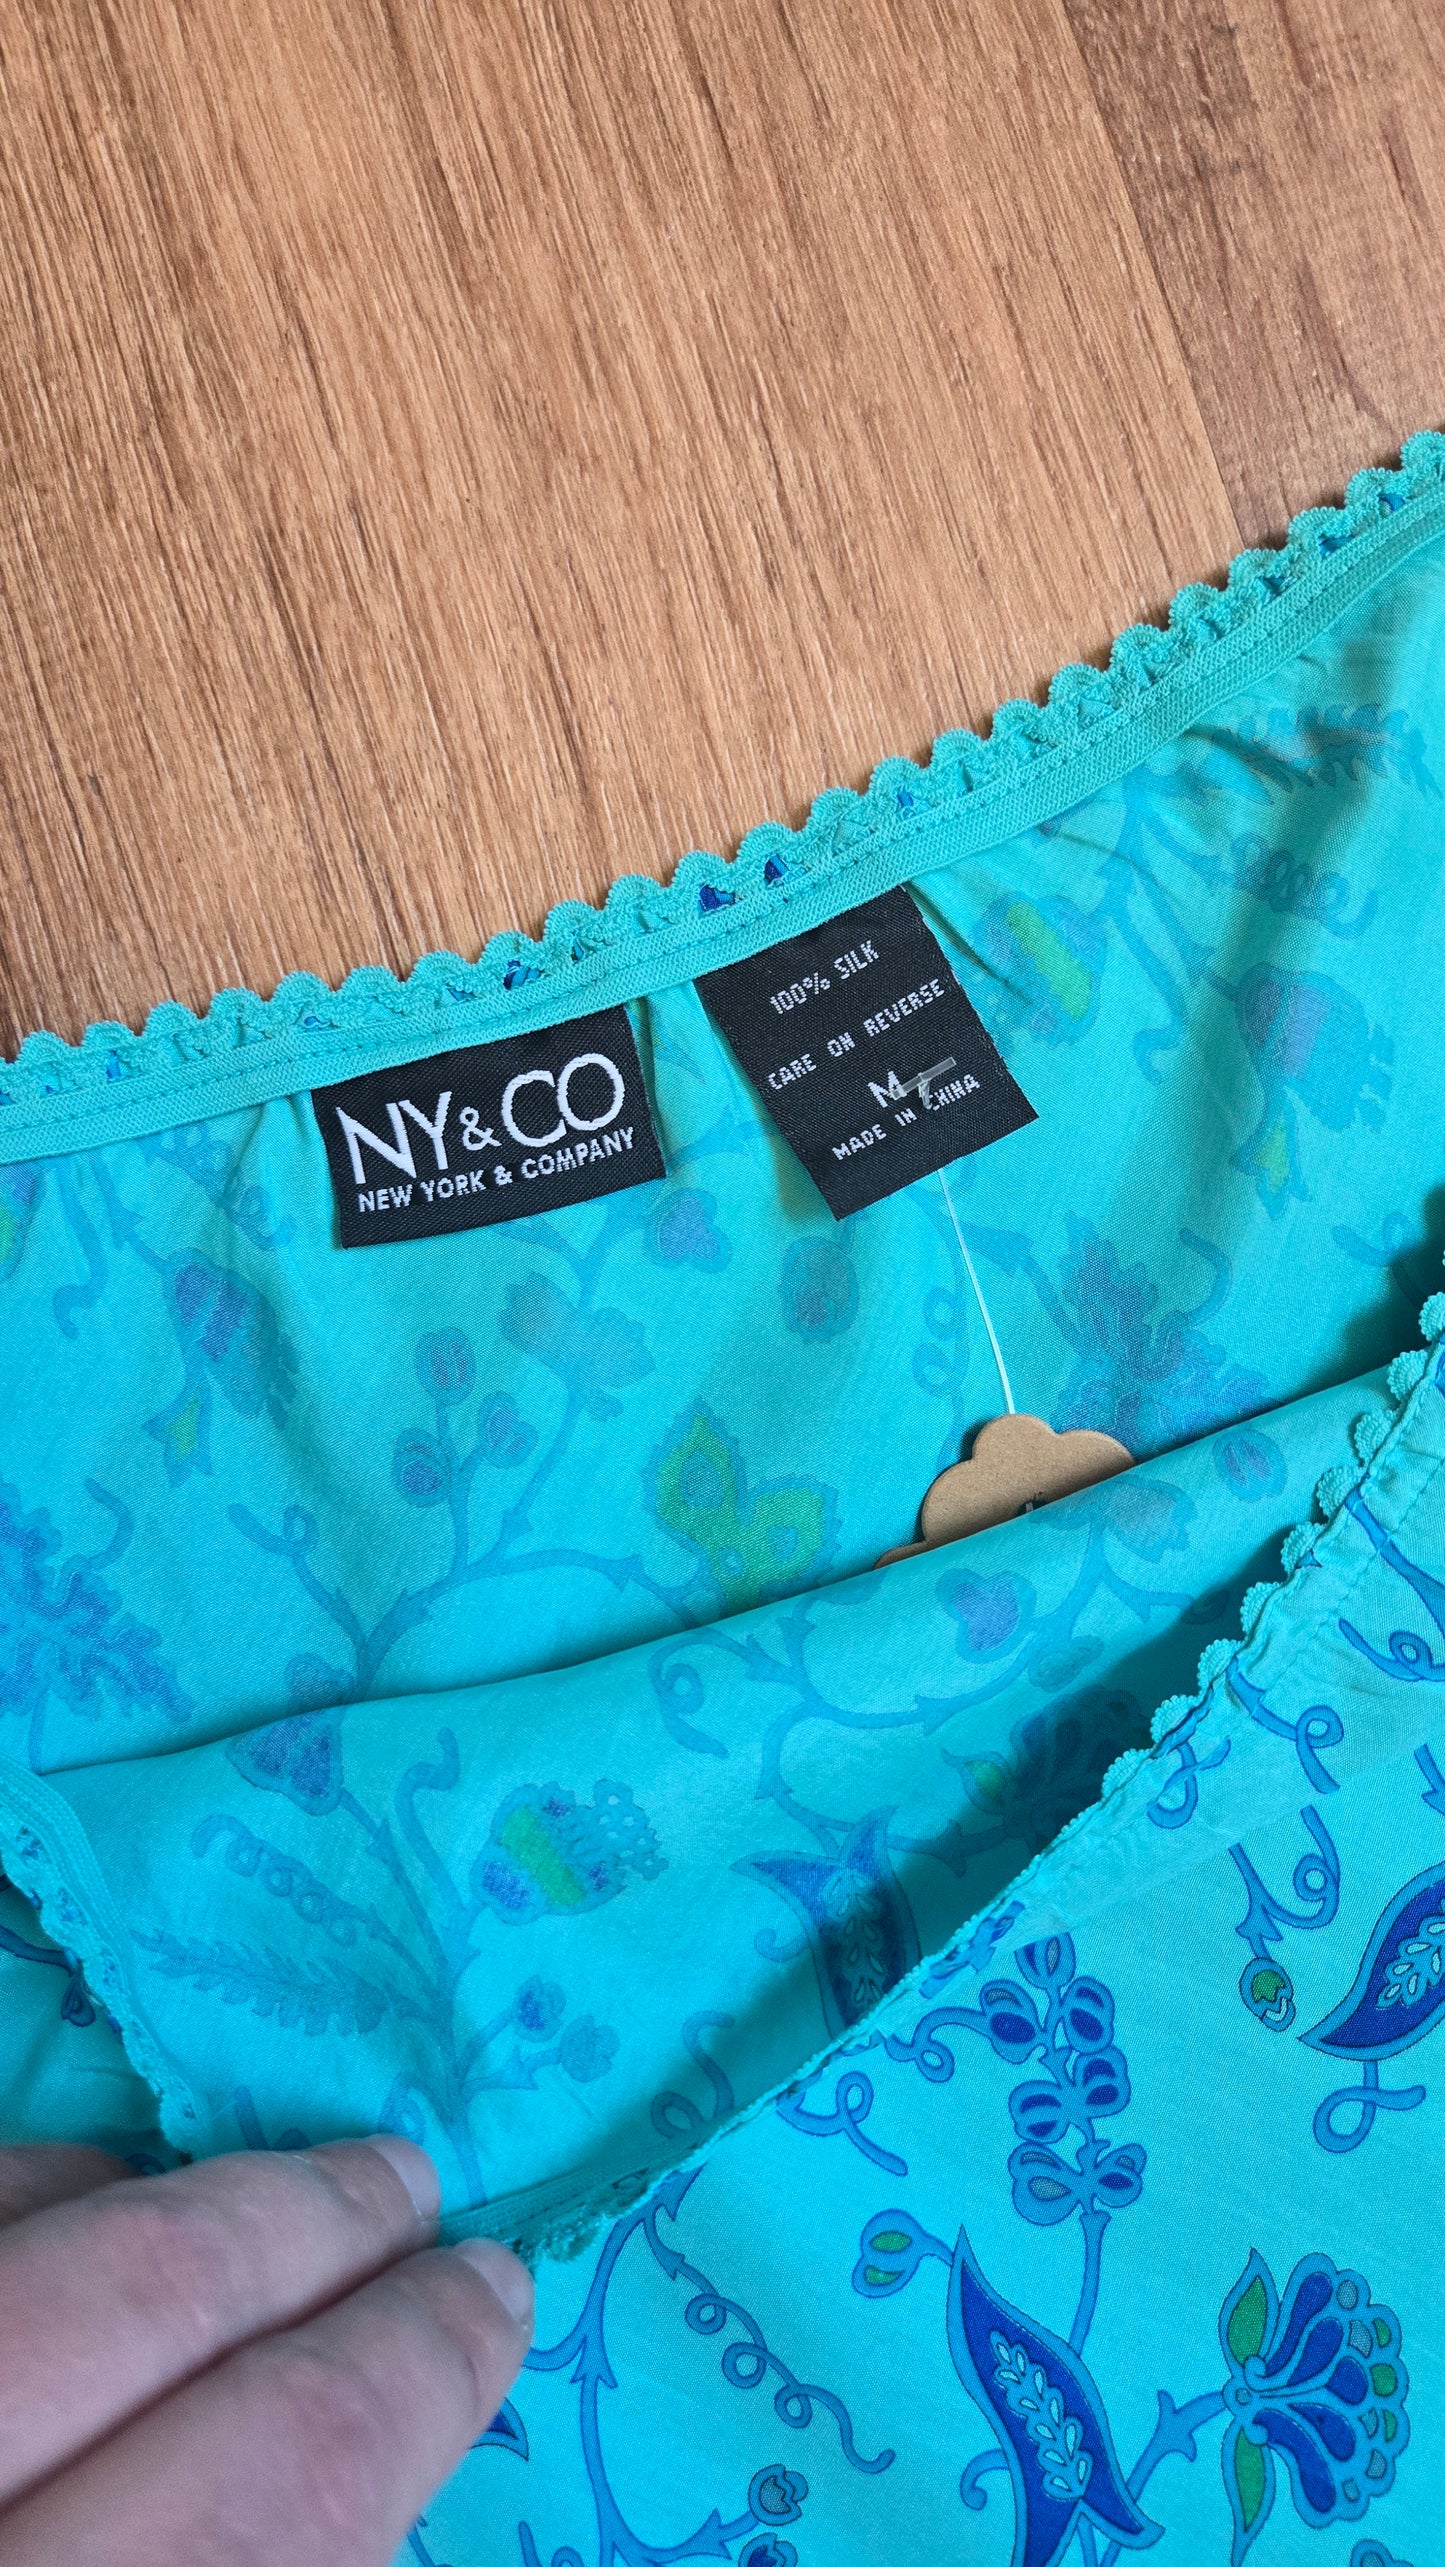 NY&CO
NEW YORK & COMPANY
100% SILK
CARE ON REVERSE
M
MADE IN CHINA